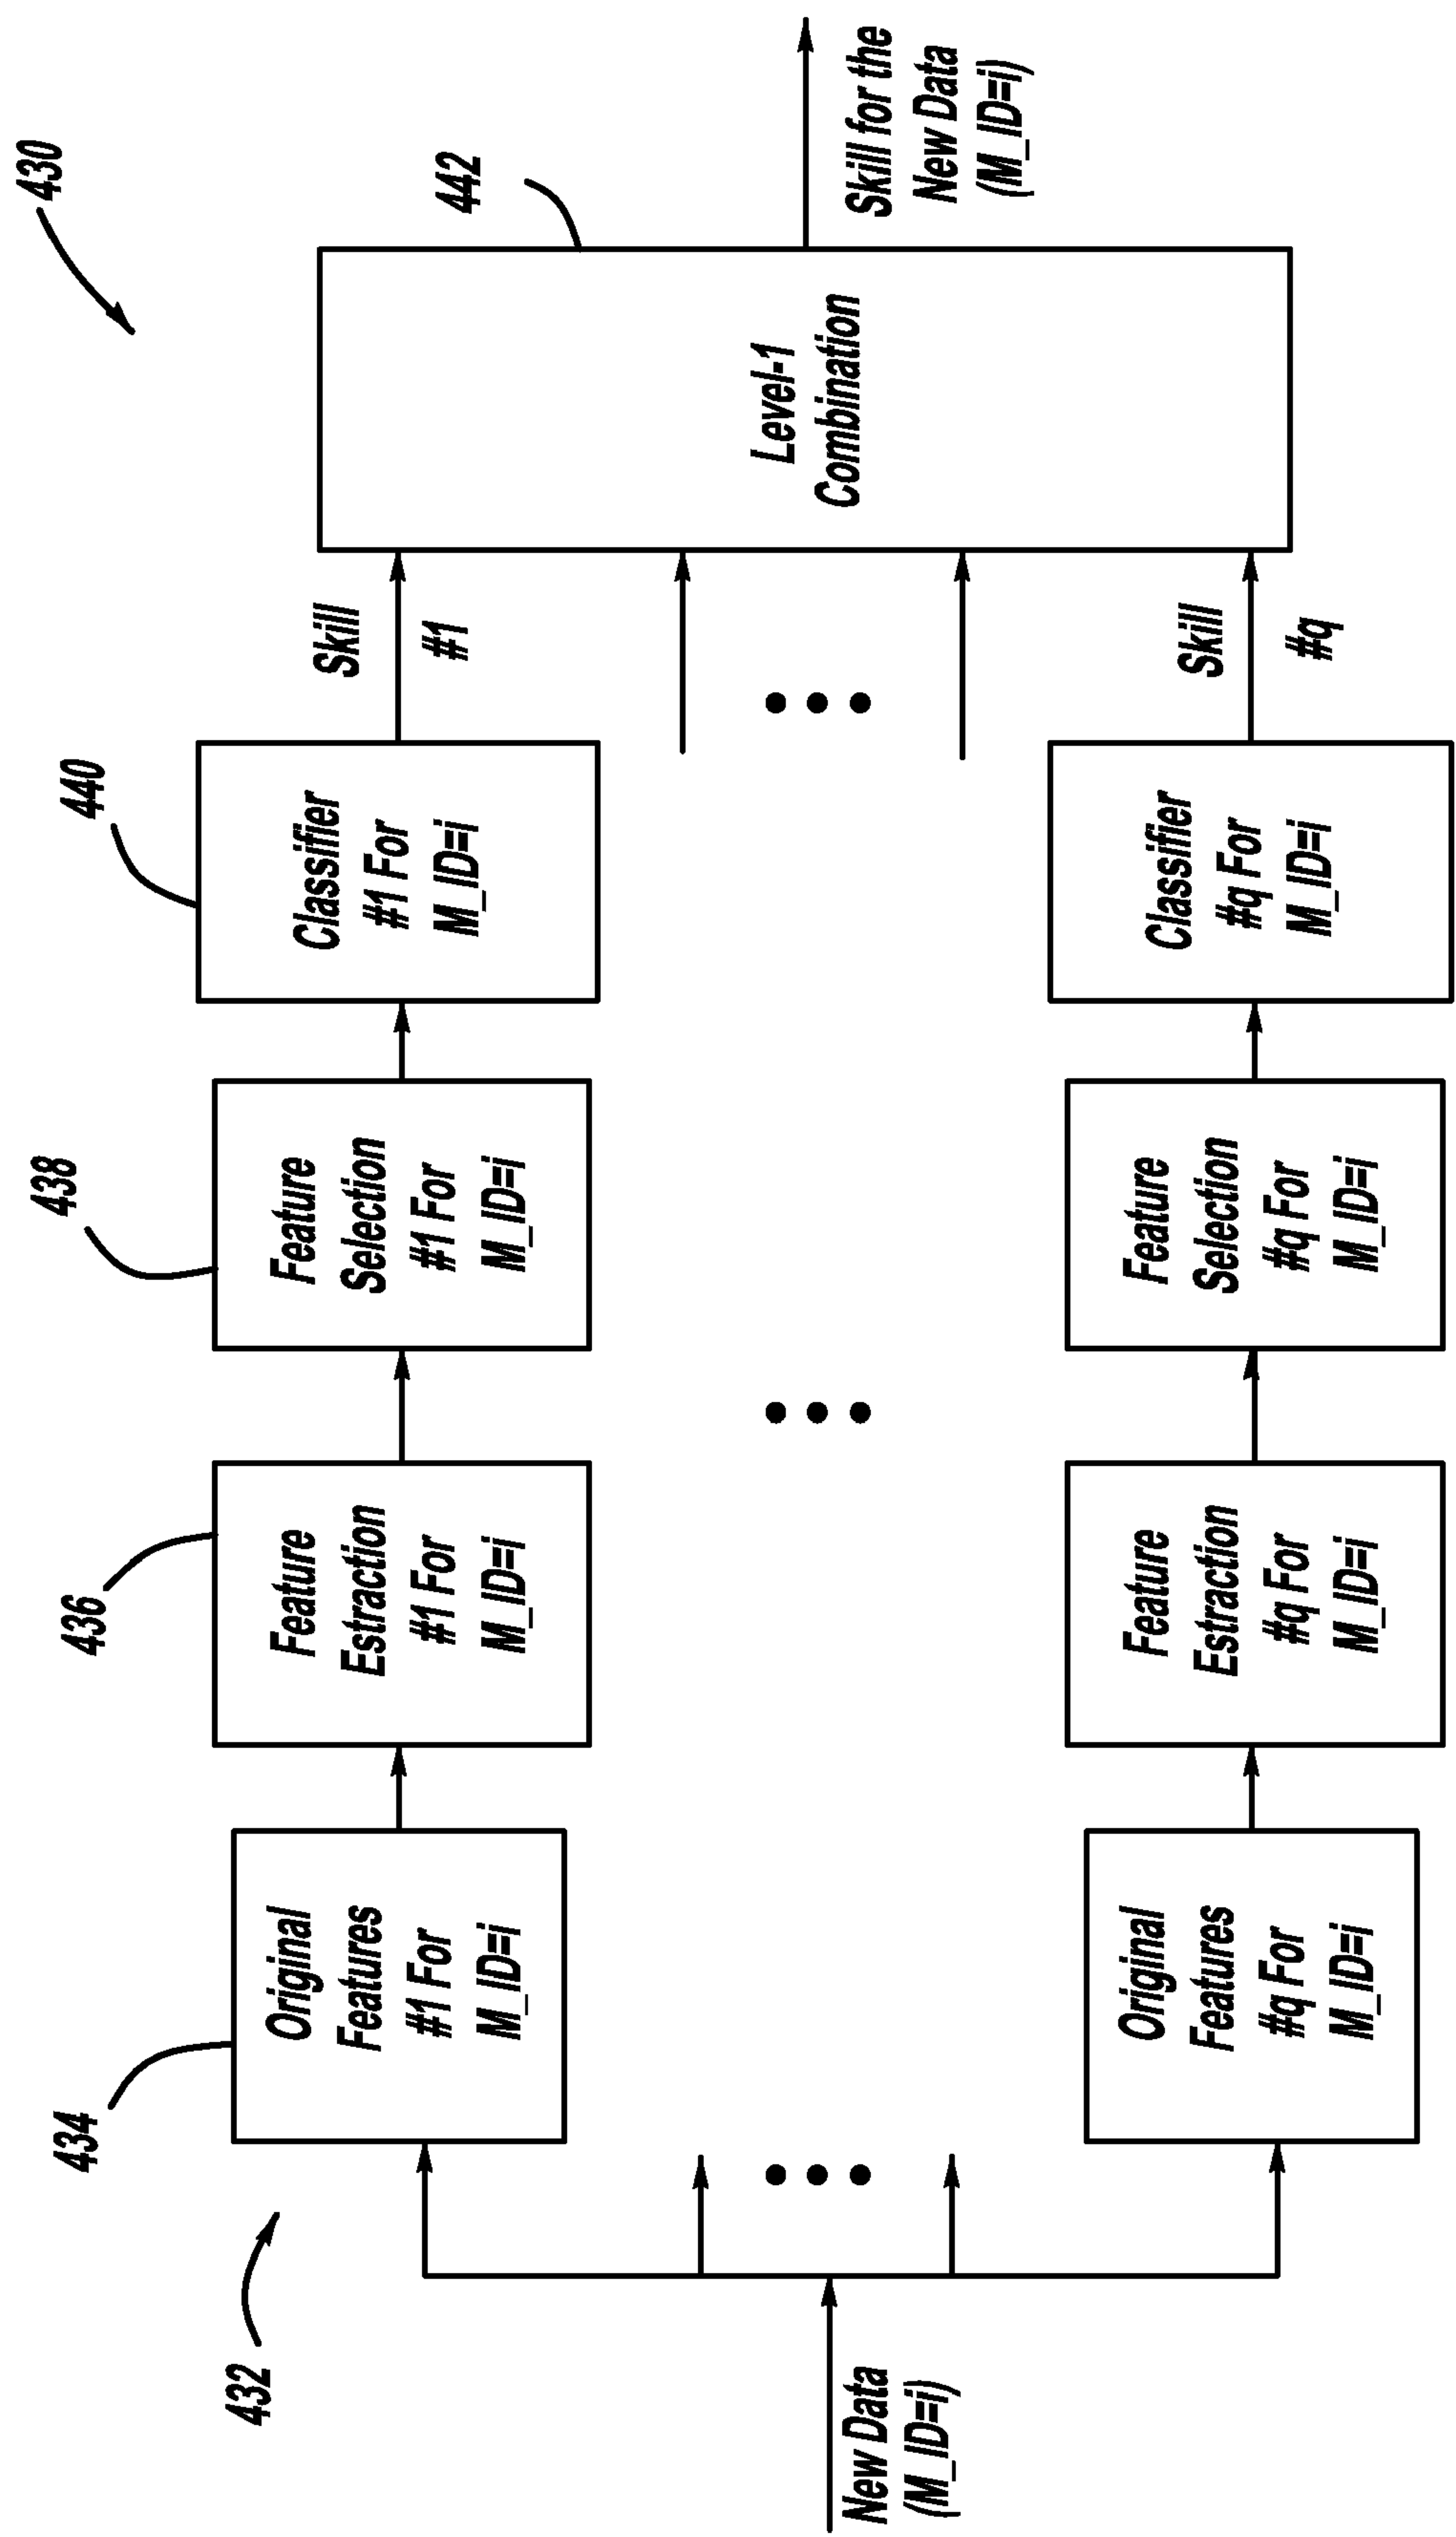 430
432
434
436
438
440
442
New Data
(M_ID=i)
Original
Features
#1 For
M_ID=i
Feature
Estraction
#1 For
M_ID=i
Feature
Selection
#1 For
M_ID=i
Classifier
#1 For
M_ID=i
Skill
#1
Original
Features
#q For
M_ID=i
Feature
Estraction
#q For
M_ID=i
Feature
Selection
#q For
M_ID=i
Classifier
#q For
M_ID=i
Skill
#q
Level-1
Combination
Skill for the
New Data
(M_ID=i)